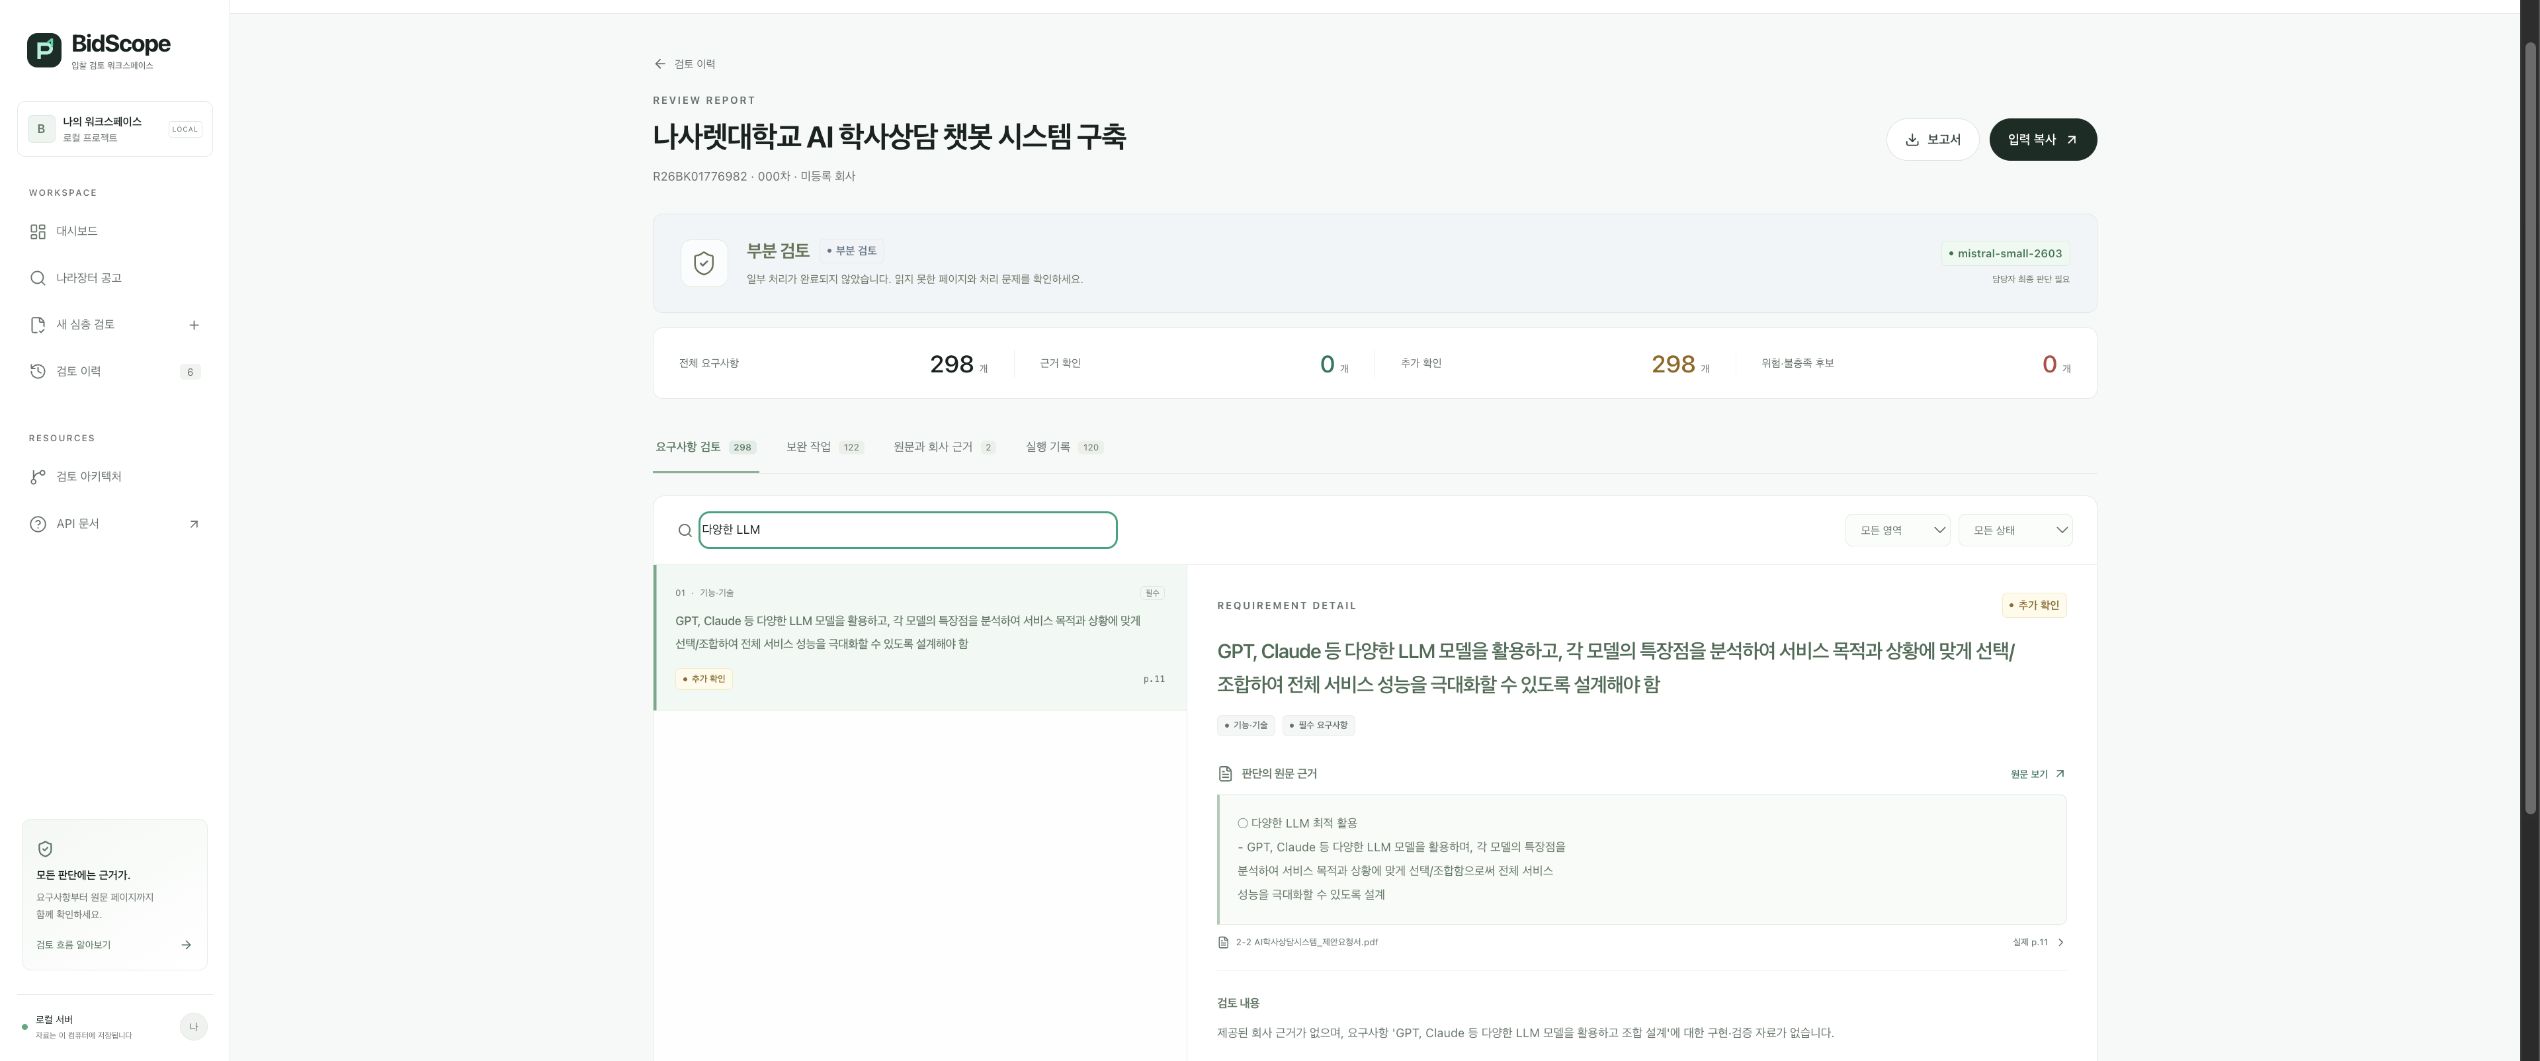 BidScope
입찰 검토 워크스페이스
B
나의 워크스페이스
로컬 프로젝트
LOCAL
WORKSPACE
대시보드
나라장터 공고
새 심층 검토
검토 이력
6
RESOURCES
검토 아키텍처
API 문서
모든 판단에는 근거가.
요구사항부터 원문 페이지까지
함께 확인하세요.
검토 흐름 알아보기
로컬 서버
자료는 이 컴퓨터에 저장됩니다
나
검토 이력
REVIEW REPORT
나사렛대학교 AI 학사상담 챗봇 시스템 구축
R26BK01776982 · 000차 · 미등록 회사
보고서
입력 복사
부분 검토
부분 검토
일부 처리가 완료되지 않았습니다. 읽지 못한 페이지와 처리 문제를 확인하세요.
mistral-small-2603
담당자 최종 판단 필요
전체 요구사항
298 개
근거 확인
0 개
추가 확인
298 개
위험·불충족 후보
0 개
요구사항 검토 298
보완 작업 122
원문과 회사 근거 2
실행 기록 120
다양한 LLM
모든 영역
모든 상태
01 · 기능·기술
필수
GPT, Claude 등 다양한 LLM 모델을 활용하고, 각 모델의 특장점을 분석하여 서비스 목적과 상황에 맞게
선택/조합하여 전체 서비스 성능을 극대화할 수 있도록 설계해야 함
추가 확인
p.11
REQUIREMENT DETAIL
추가 확인
GPT, Claude 등 다양한 LLM 모델을 활용하고, 각 모델의 특장점을 분석하여 서비스 목적과 상황에 맞게 선택/
조합하여 전체 서비스 성능을 극대화할 수 있도록 설계해야 함
기능·기술
필수 요구사항
판단의 원문 근거
원문 보기
○ 다양한 LLM 최적 활용
- GPT, Claude 등 다양한 LLM 모델을 활용하며, 각 모델의 특장점을
분석하여 서비스 목적과 상황에 맞게 선택/조합함으로써 전체 서비스
성능을 극대화할 수 있도록 설계
2-2 AI학사상담시스템_제안요청서.pdf
실제 p.11
검토 내용
제공된 회사 근거가 없으며, 요구사항 'GPT, Claude 등 다양한 LLM 모델을 활용하고 조합 설계'에 대한 구현·검증 자료가 없습니다.